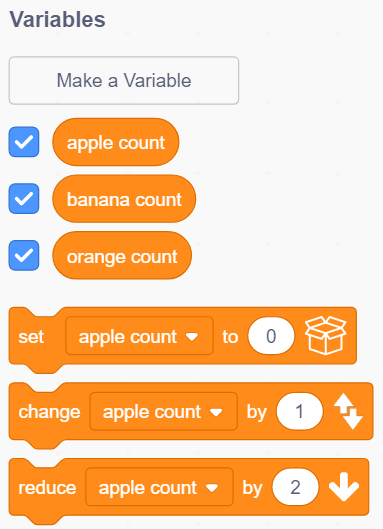 Variables
Make a Variable
apple count
banana count
orange count
set apple count to 0
change apple count by 1
reduce apple count by 2